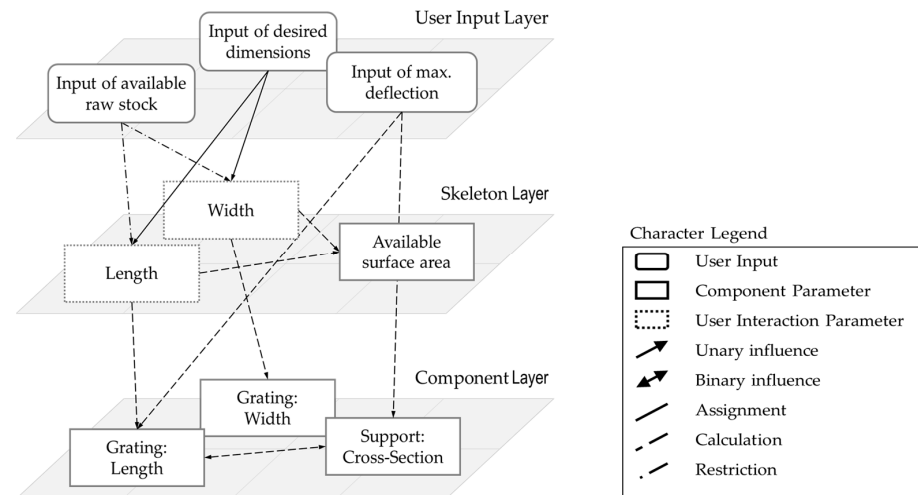 User Input Layer
Input of desired
dimensions
Input of max.
deflection
Input of available
raw stock
Skeleton Layer
Width
Available
surface area
Length
Component Layer
Grating:
Width
Support:
Cross-Section
Grating:
Length
Character Legend
User Input
Component Parameter
User Interaction Parameter
Unary influence
Binary influence
Assignment
Calculation
Restriction